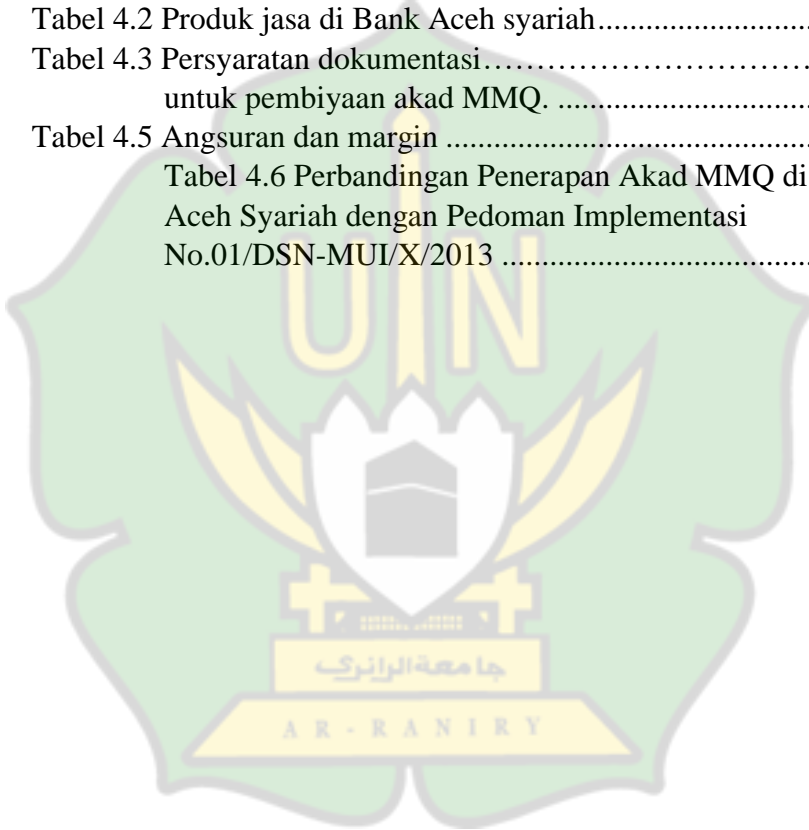 Tabel 4.2 Produk jasa di Bank Aceh syariah..........................
Tabel 4.3 Persyaratan dokumentasi…………………………….
untuk pembiyaan akad MMQ. ................................
Tabel 4.5 Angsuran dan margin ..............................................
Tabel 4.6 Perbandingan Penerapan Akad MMQ di
Aceh Syariah dengan Pedoman Implementasi
No.01/DSN-MUI/X/2013 .......................................
UIN
جامعة الرانري
AR-RANIRY